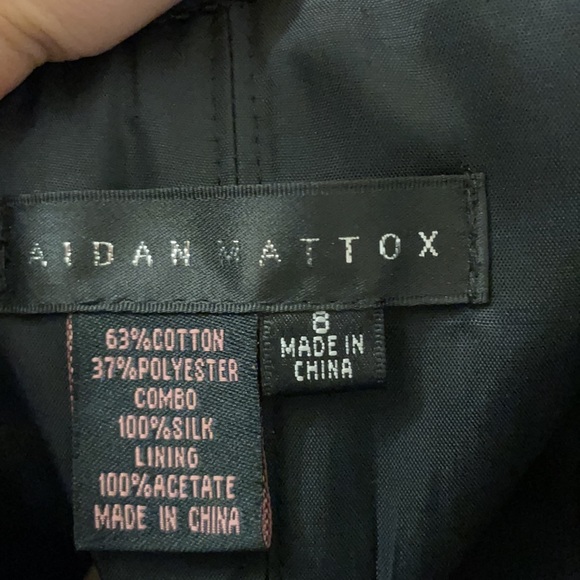 AIDAN MATTOX
8
MADE IN
CHINA
63%COTTON
37%POLYESTER
COMBO
100%SILK
LINING
100%ACETATE
MADE IN CHINA